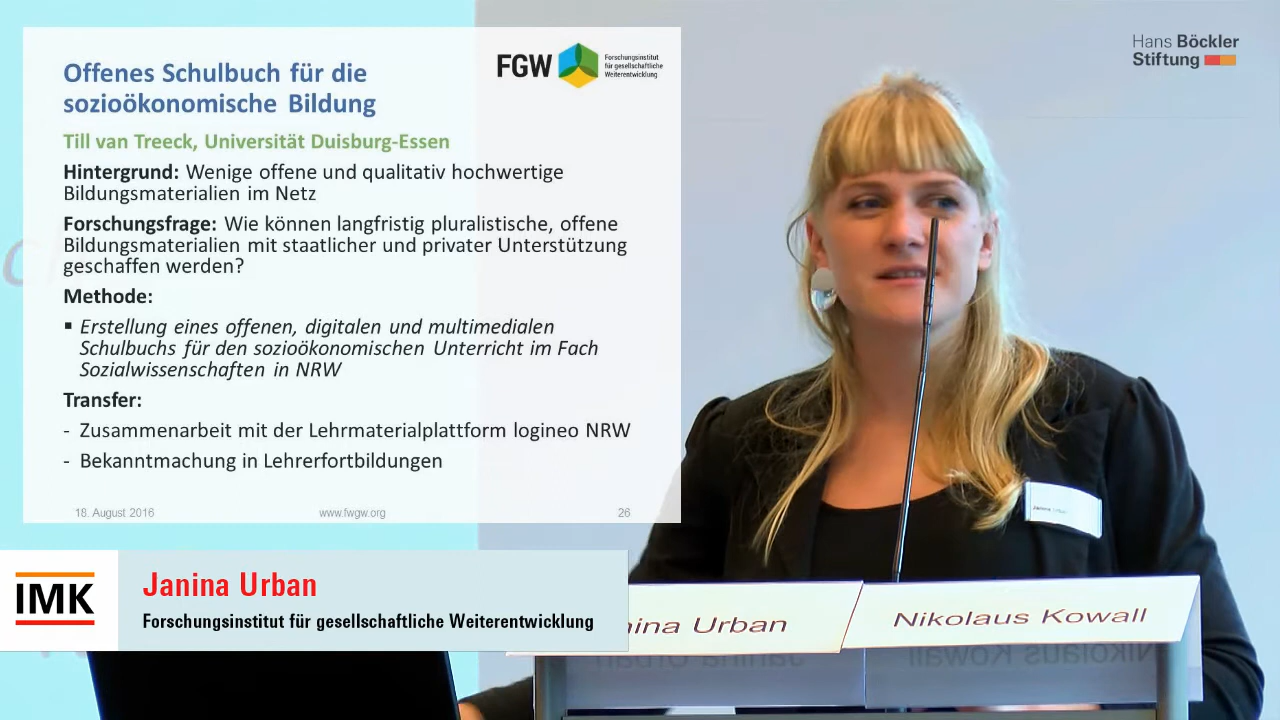 Offenes Schulbuch für die
sozioökonomische Bildung
FGW
Forschungsinstitut
für gesellschaftliche
Weiterentwicklung
Till van Treeck, Universität Duisburg-Essen
Hintergrund: Wenige offene und qualitativ hochwertige
Bildungsmaterialien im Netz
Forschungsfrage: Wie können langfristig pluralistische, offene
Bildungsmaterialien mit staatlicher und privater Unterstützung
geschaffen werden?
Methode:
▪ Erstellung eines offenen, digitalen und multimedialen
Schulbuchs für den sozioökonomischen Unterricht im Fach
Sozialwissenschaften in NRW
Transfer:
- Zusammenarbeit mit der Lehrmaterialplattform logineo NRW
- Bekanntmachung in Lehrerfortbildungen
18. August 2016 www.fwgw.org 26
Hans Böckler
Stiftung
IMK
Janina Urban
Forschungsinstitut für gesellschaftliche Weiterentwicklung
nina Urban
Nikolaus Kowall